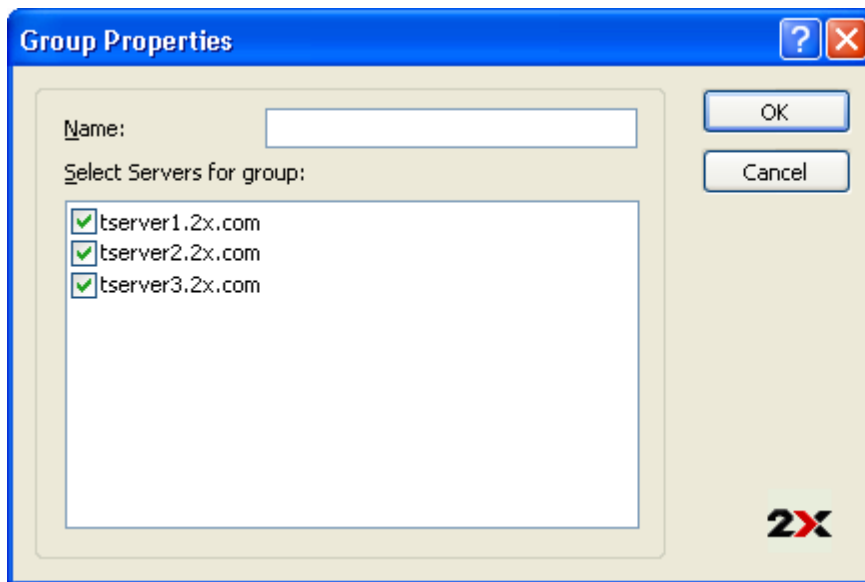 Group Properties
?
OK
Name:
Cancel
Select Servers for group:
tserver1.2x.com
tserver2.2x.com
tserver3.2x.com
2X